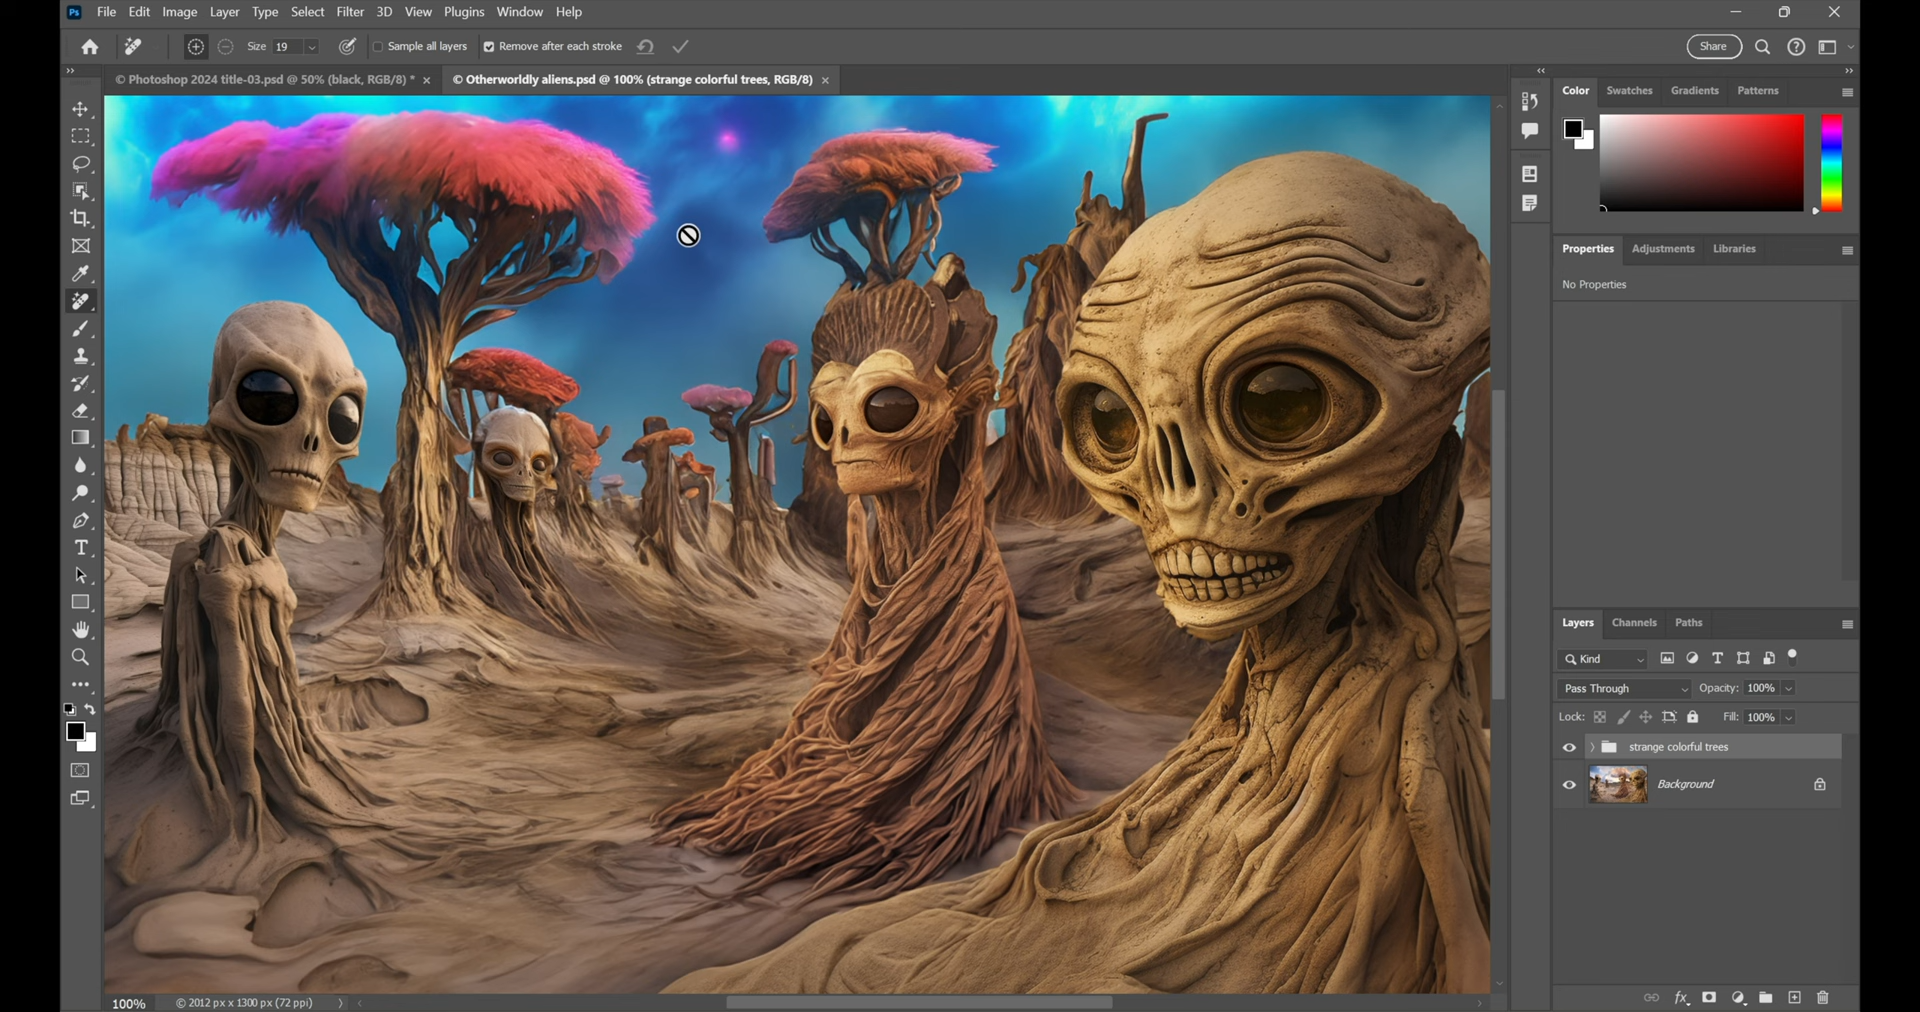 Ps File Edit Image Layer Type Select Filter 3D View Plugins Window Help
Size 19 Sample all layers Remove after each stroke Share
© Photoshop 2024 title-03.psd @ 50% (black, RGB/8) * × © Otherworldly aliens.psd @ 100% (strange colorful trees, RGB/8) ×
Color Swatches Gradients Patterns
Properties Adjustments Libraries
No Properties
Layers Channels Paths
Kind
Pass Through Opacity: 100%
Lock: Fill: 100%
strange colorful trees
Background
100% © 2012 px x 1300 px (72 ppi)